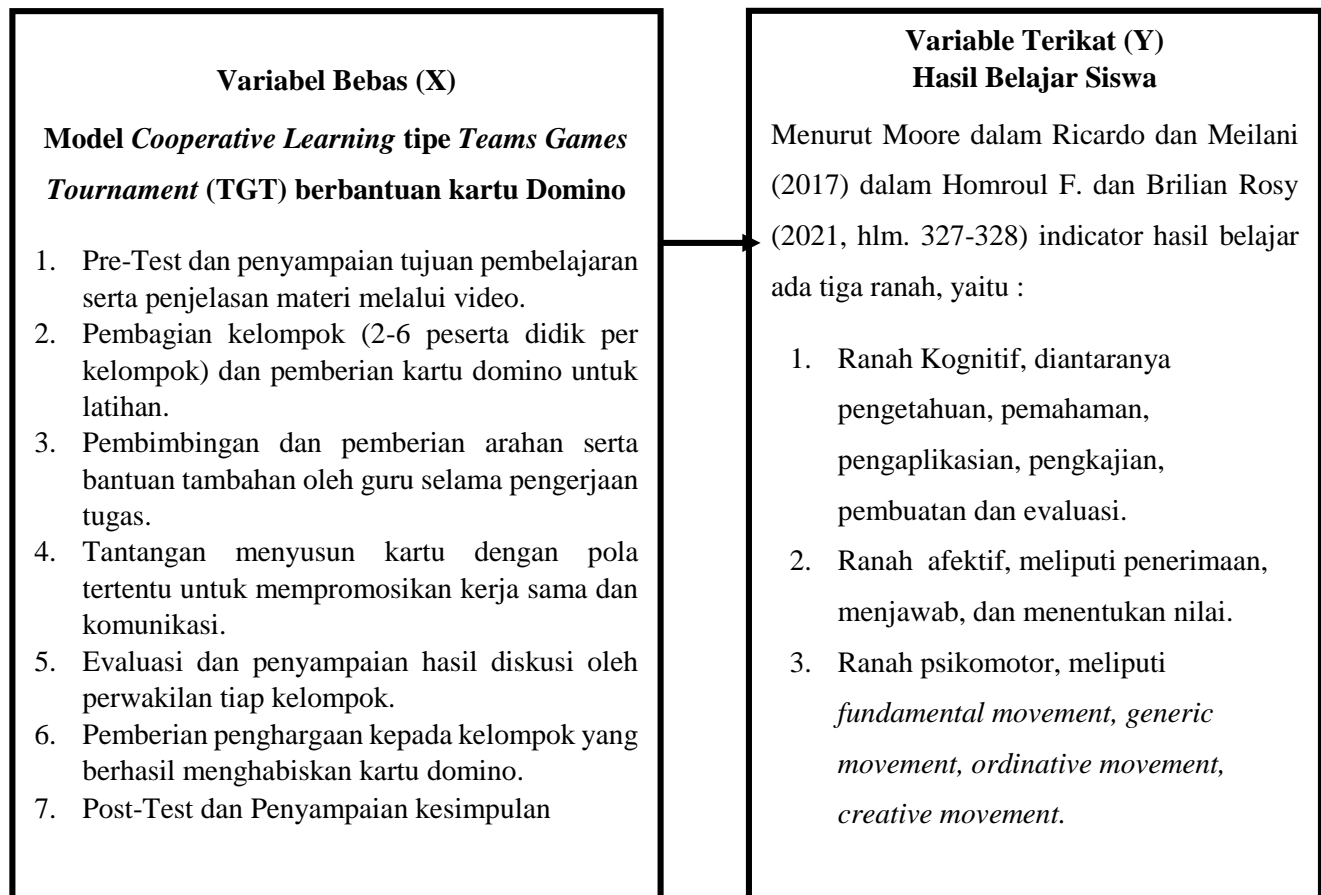 Variabel Bebas (X)
Model Cooperative Learning tipe Teams Games
Tournament (TGT) berbantuan kartu Domino
1. Pre-Test dan penyampaian tujuan pembelajaran
serta penjelasan materi melalui video.
2. Pembagian kelompok (2-6 peserta didik per
kelompok) dan pemberian kartu domino untuk
latihan.
3. Pembimbingan dan pemberian arahan serta
bantuan tambahan oleh guru selama pengerjaan
tugas.
4. Tantangan menyusun kartu dengan pola
tertentu untuk mempromosikan kerja sama dan
komunikasi.
5. Evaluasi dan penyampaian hasil diskusi oleh
perwakilan tiap kelompok.
6. Pemberian penghargaan kepada kelompok yang
berhasil menghabiskan kartu domino.
7. Post-Test dan Penyampaian kesimpulan
Variable Terikat (Y)
Hasil Belajar Siswa
Menurut Moore dalam Ricardo dan Meilani
(2017) dalam Homroul F. dan Brilian Rosy
(2021, hlm. 327-328) indicator hasil belajar
ada tiga ranah, yaitu :
1. Ranah Kognitif, diantaranya
pengetahuan, pemahaman,
pengaplikasian, pengkajian,
pembuatan dan evaluasi.
2. Ranah afektif, meliputi penerimaan,
menjawab, dan menentukan nilai.
3. Ranah psikomotor, meliputi
fundamental movement, generic
movement, ordinative movement,
creative movement.